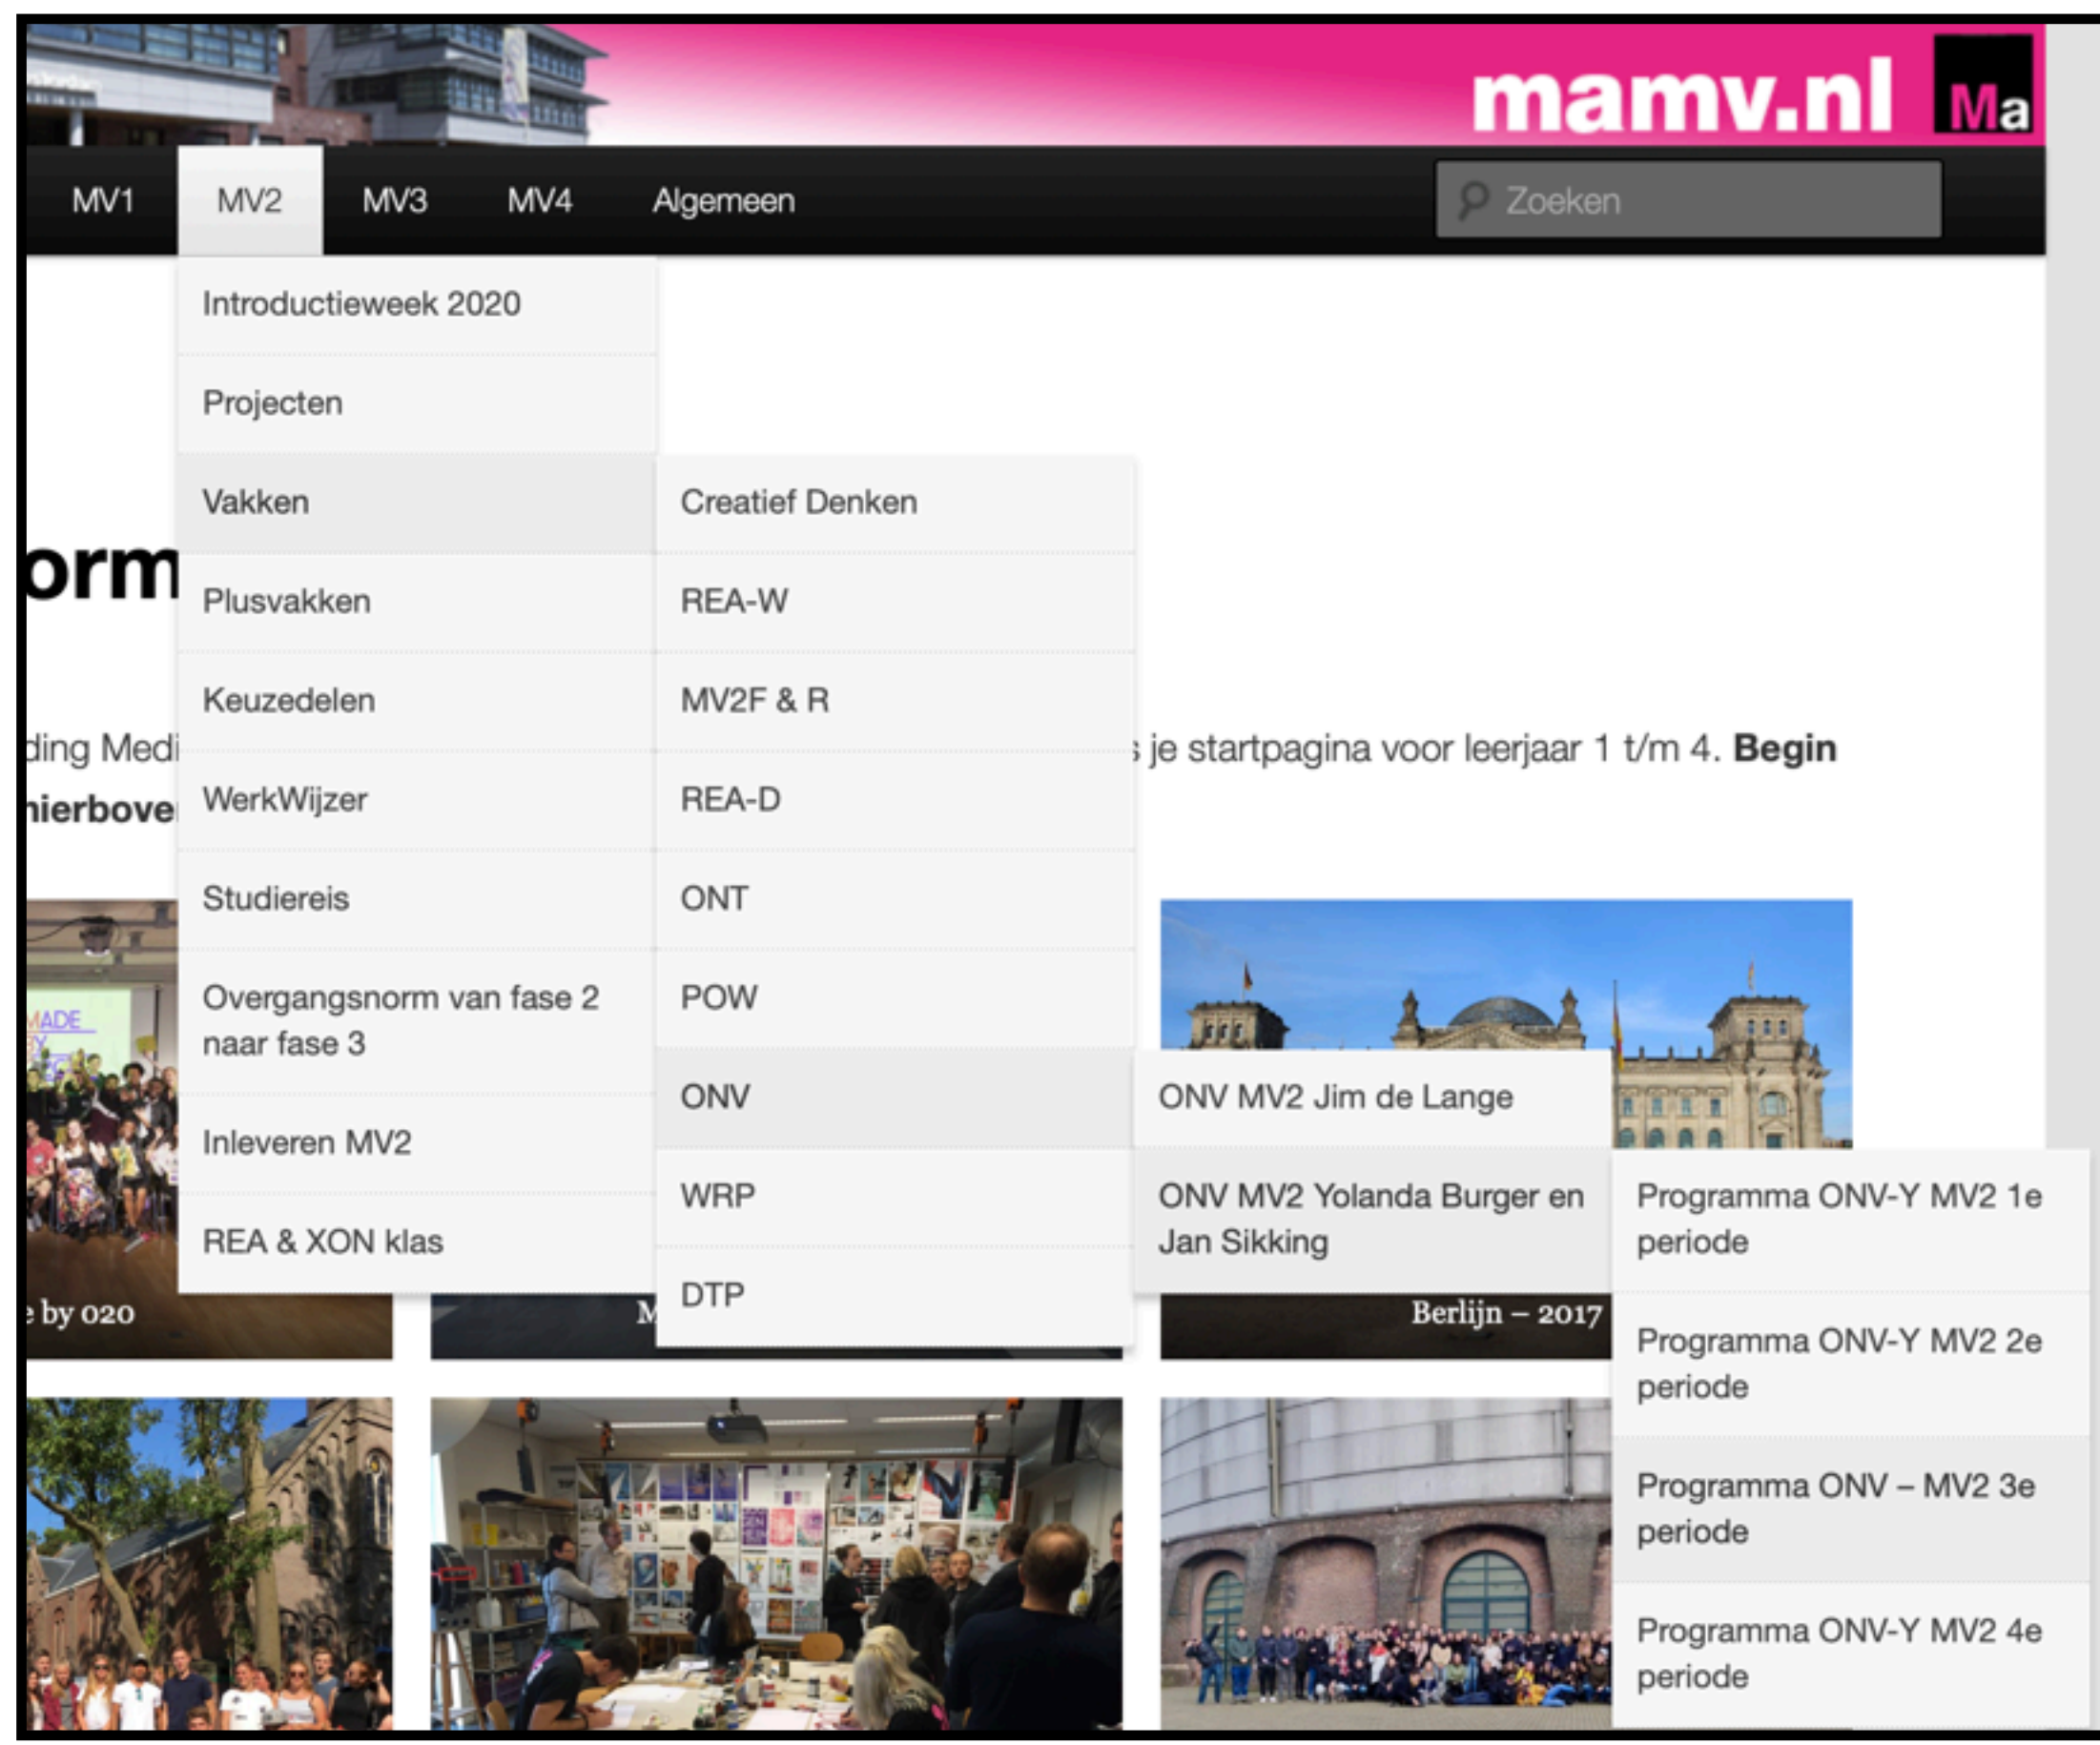 mamv.nl
Ma
MV1
MV2
MV3
MV4
Algemeen
Zoeken
Introductieweek 2020
Projecten
Vakken
Plusvakken
Keuzedelen
WerkWijzer
Studiereis
Overgangsnorm van fase 2
naar fase 3
Inleveren MV2
REA & XON klas
Creatief Denken
REA-W
MV2F & R
REA-D
ONT
POW
ONV
WRP
DTP
ONV MV2 Jim de Lange
ONV MV2 Yolanda Burger en
Jan Sikking
Programma ONV-Y MV2 1e
periode
Programma ONV-Y MV2 2e
periode
Programma ONV – MV2 3e
periode
Programma ONV-Y MV2 4e
periode
orm
ding Medi
je startpagina voor leerjaar 1 t/m 4. Begin
hierbove
MADE
e by 020
M
Berlijn – 2017